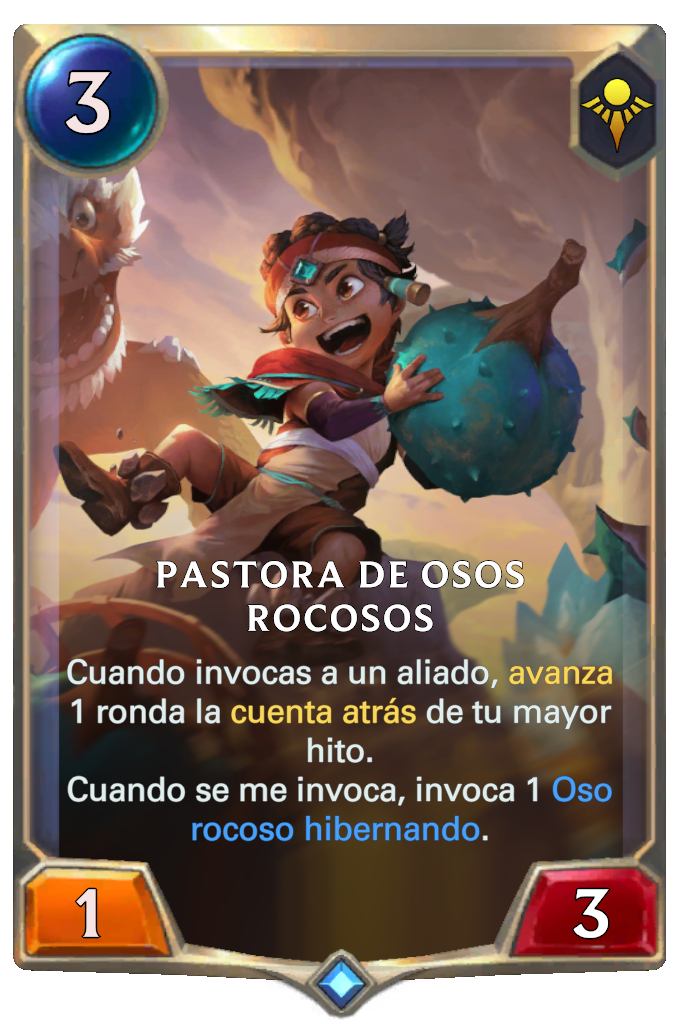 3
PASTORA DE OSOS
ROCOSOS
Cuando invocas a un aliado, avanza
1 ronda la cuenta atrás de tu mayor
hito.
Cuando se me invoca, invoca 1 Oso
rocoso hibernando.
1
3